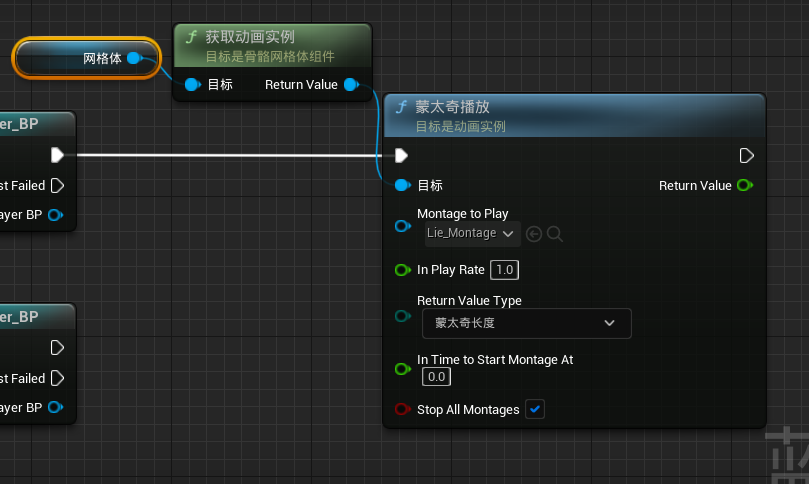 网格体
获取动画实例
目标是骨骼网格体组件
目标
Return Value
er_BP
st Failed
ayer BP
蒙太奇播放
目标是动画实例
目标
Return Value
Montage to Play
Lie_Montage
In Play Rate 1.0
Return Value Type
蒙太奇长度
In Time to Start Montage At
0.0
Stop All Montages
er_BP
st Failed
ayer BP